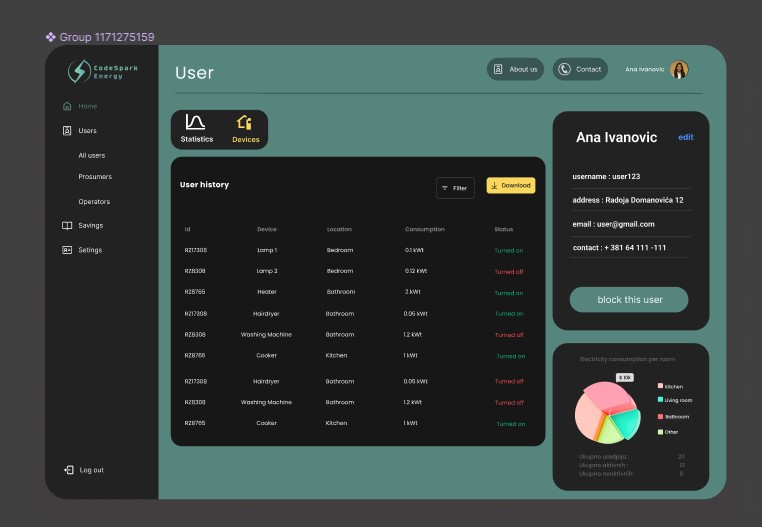 Group 1171275159
CodeSpark
Energy
Home
Users
All users
Prosumers
Operators
Savings
Setings
Log out
User
About us
Contact
Ana Ivanovic
Statistics
Devices
User history
Filter
Download
Id Device Location Consumption Status
RZ17308 Lamp 1 Bedroom 0.1 kWt Turned on
RZ8308 Lamp 2 Bedroom 0.12 kWt Turned off
RZ8765 Heater Bathroom 2 kWt Turned on
RZ17308 Hairdryer Bathroom 0.05 kWt Turned on
RZ8308 Washing Machine Bathroom 1.2 kWt Turned off
RZ8765 Cooker Kitchen 1 kWt Turned on
RZ17308 Hairdryer Bathroom 0.05 kWt Turned off
RZ8308 Washing Machine Bathroom 1.2 kWt Turned off
RZ8765 Cooker Kitchen 1 kWt Turned on
Ana Ivanovic edit
username : user123
address : Radoja Domanovića 12
email : user@gmail.com
contact : + 381 64 111 -111
block this user
Electricity consumption per room
Kitchen
Living room
Bathroom
Other
Ukupno uredjaja : 20
Ukupno aktivnih : 12
Ukupno neaktivnih: 8